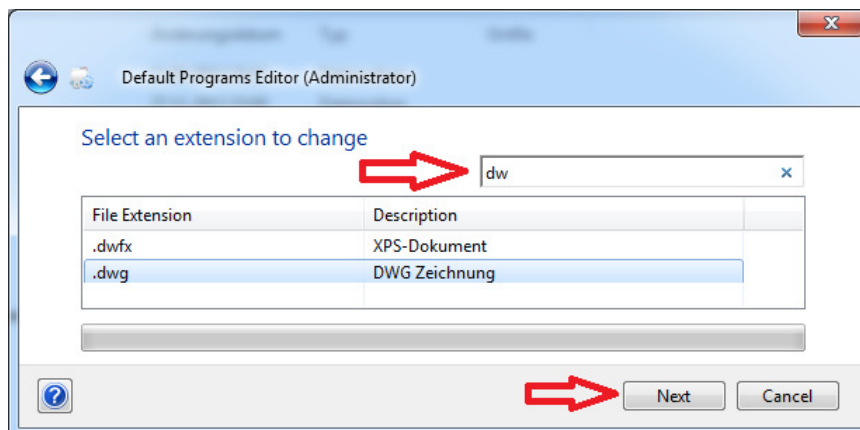 Default Programs Editor (Administrator)
Select an extension to change
dw
File Extension Description
.dwfx XPS-Dokument
.dwg DWG Zeichnung
Next Cancel